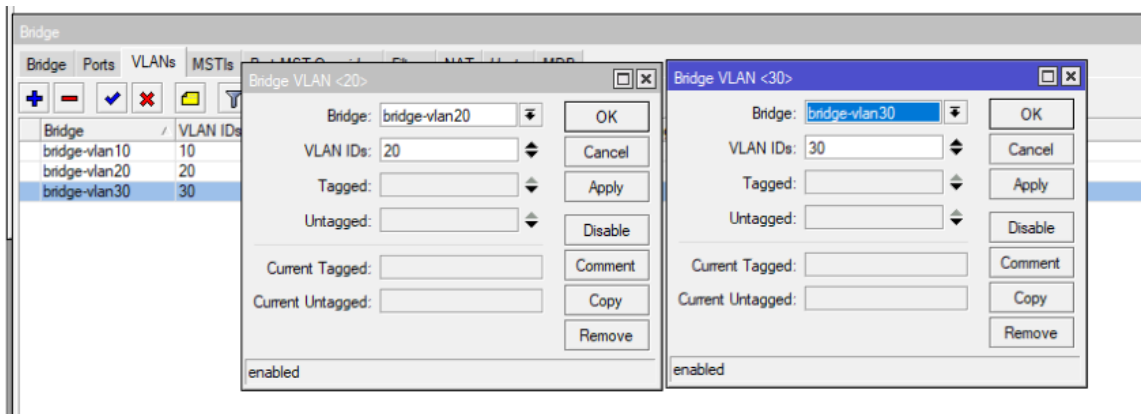 Bridge
Bridge Ports VLANs MSTIs
Bridge VLAN IDs
bridge-vlan10 10
bridge-vlan20 20
bridge-vlan30 30
Bridge VLAN <20>
Bridge: bridge-vlan20 OK
VLAN IDs: 20 Cancel
Tagged: Apply
Untagged:
Disable
Current Tagged: Comment
Current Untagged: Copy
Remove
enabled
Bridge VLAN <30>
Bridge: bridge-vlan30 OK
VLAN IDs: 30 Cancel
Tagged: Apply
Untagged:
Disable
Current Tagged: Comment
Current Untagged: Copy
Remove
enabled